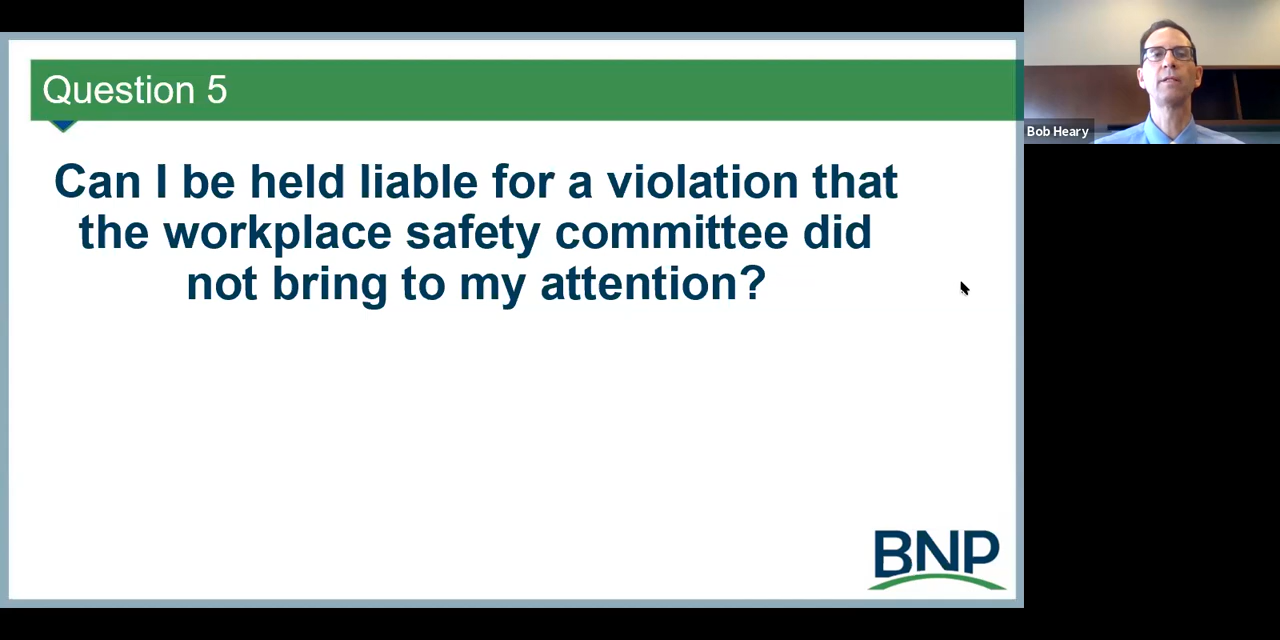 Question 5
Can I be held liable for a violation that
the workplace safety committee did
not bring to my attention?
BNP
Bob Heary